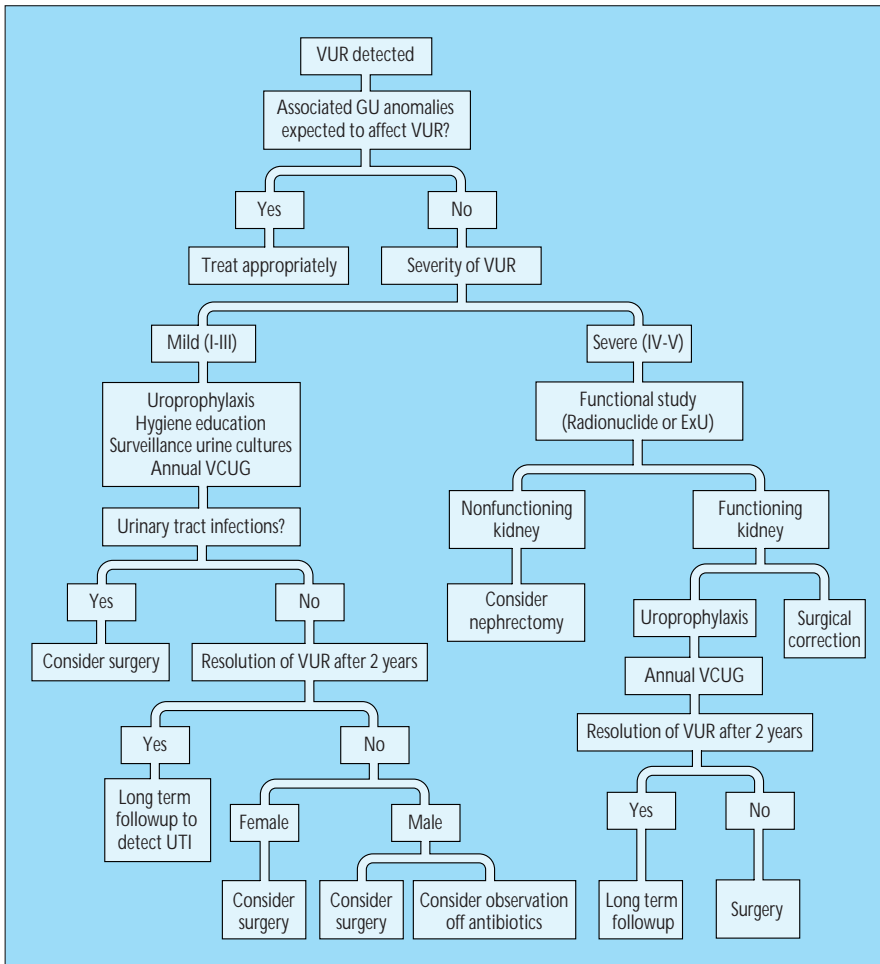 VUR detected
Associated GU anomalies
expected to affect VUR?
Yes
No
Treat appropriately
Severity of VUR
Mild (I-III)
Severe (IV-V)
Uroprophylaxis
Hygiene education
Surveillance urine cultures
Annual VCUG
Functional study
(Radionuclide or ExU)
Nonfunctioning
kidney
Functioning
kidney
Urinary tract infections?
Yes
No
Consider
nephrectomy
Uroprophylaxis
Surgical
correction
Consider surgery
Resolution of VUR after 2 years
Annual VCUG
Resolution of VUR after 2 years
Yes
No
Long term
followup to
detect UTI
Female
Male
Yes
No
Consider
surgery
Consider
surgery
Consider observation
off antibiotics
Long term
followup
Surgery